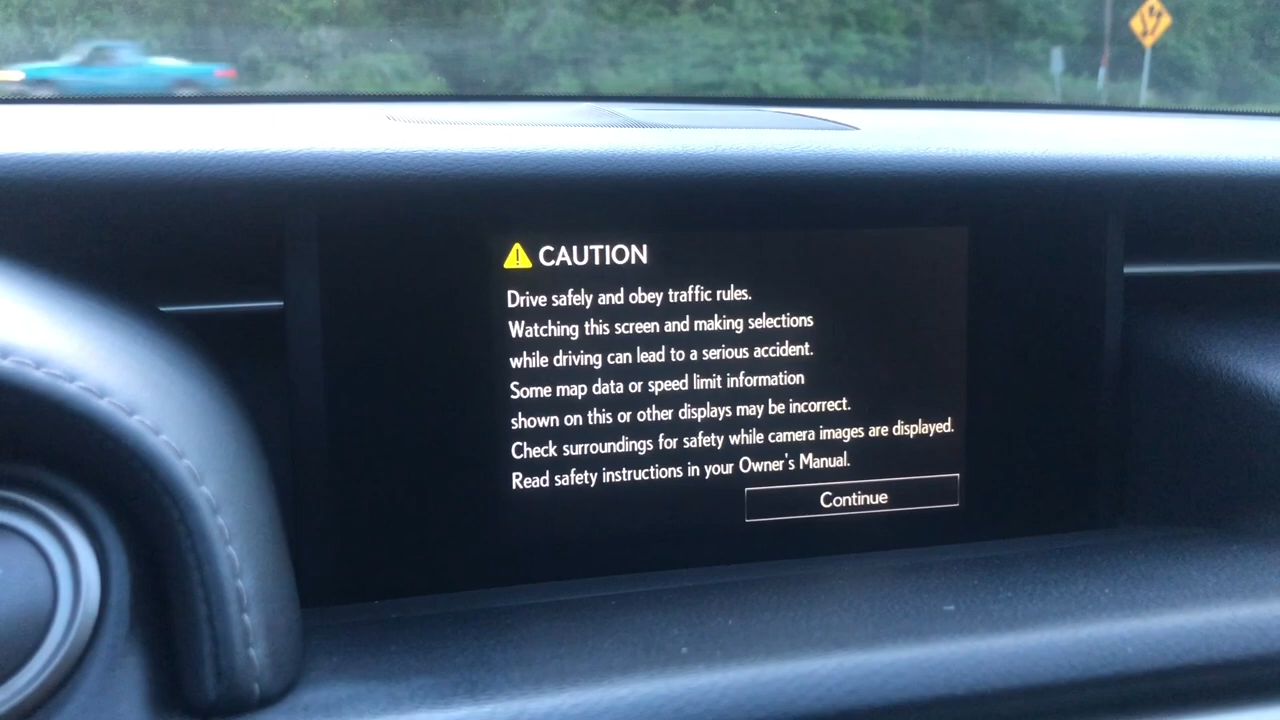 CAUTION
Drive safely and obey traffic rules.
Watching this screen and making selections
while driving can lead to a serious accident.
Some map data or speed limit information
shown on this or other displays may be incorrect.
Check surroundings for safety while camera images are displayed.
Read safety instructions in your Owner's Manual.
Continue